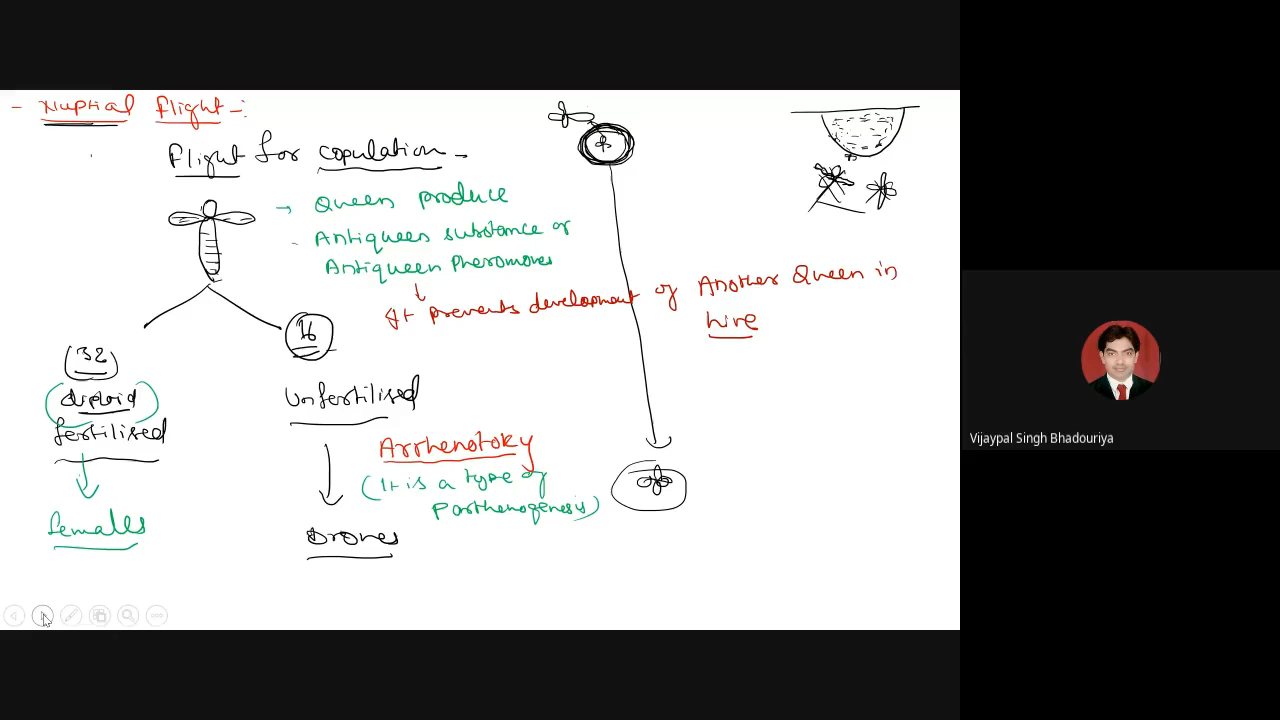 - Nuptial flight -:
flight for copulation -
→ Queen produce
Antiqueen substance or
Antiqueen Pheromones
It prevents development of Another Queen in
hive
32
16
diploid
fertilised
unfertilised
Arrhenotoky
(It is a type of
Parthenogenesis)
females
Drones
Vijaypal Singh Bhadouriya